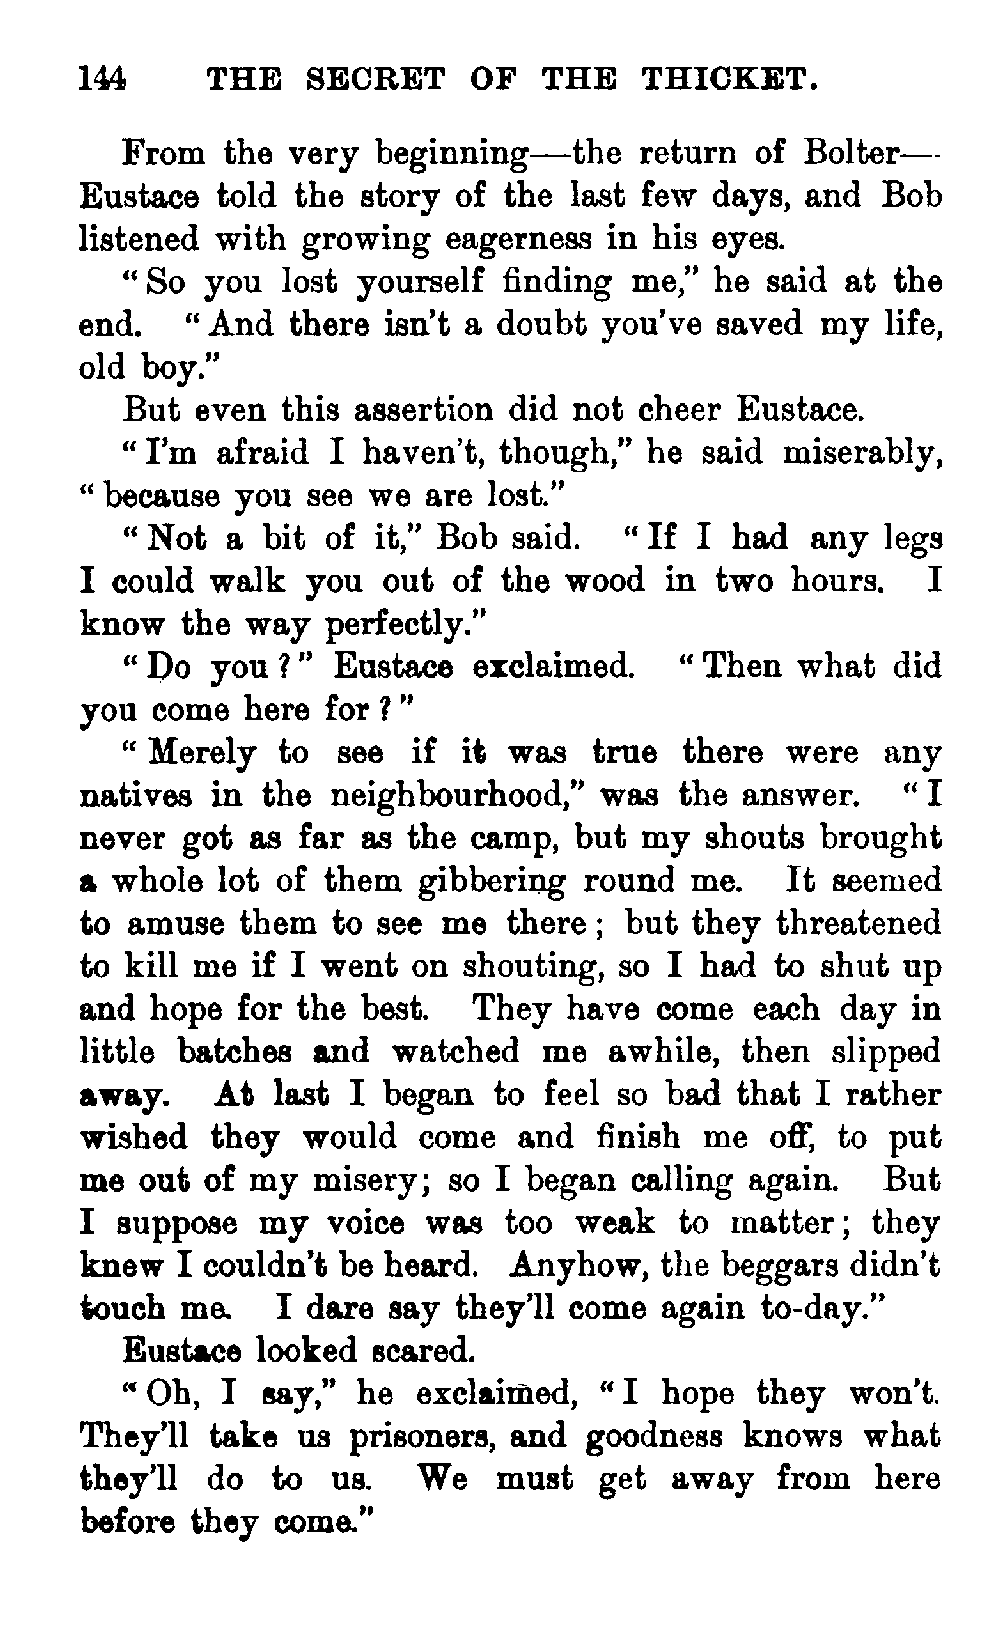 144 THE SECRET OF THE THICKET.
From the very beginning—the return of Bolter—
Eustace told the story of the last few days, and Bob
listened with growing eagerness in his eyes.
"So you lost yourself finding me," he said at the
end. "And there isn't a doubt you've saved my life,
old boy."
But even this assertion did not cheer Eustace.
"I'm afraid I haven't, though," he said miserably,
"because you see we are lost."
"Not a bit of it," Bob said. "If I had any legs
I could walk you out of the wood in two hours. I
know the way perfectly."
"Do you?" Eustace exclaimed. "Then what did
you come here for?"
"Merely to see if it was true there were any
natives in the neighbourhood," was the answer. "I
never got as far as the camp, but my shouts brought
a whole lot of them gibbering round me. It seemed
to amuse them to see me there; but they threatened
to kill me if I went on shouting, so I had to shut up
and hope for the best. They have come each day in
little batches and watched me awhile, then slipped
away. At last I began to feel so bad that I rather
wished they would come and finish me off, to put
me out of my misery; so I began calling again. But
I suppose my voice was too weak to matter; they
knew I couldn't be heard. Anyhow, the beggars didn't
touch me. I dare say they'll come again to-day."
Eustace looked scared.
"Oh, I say," he exclaimed, "I hope they won't.
They'll take us prisoners, and goodness knows what
they'll do to us. We must get away from here
before they come."